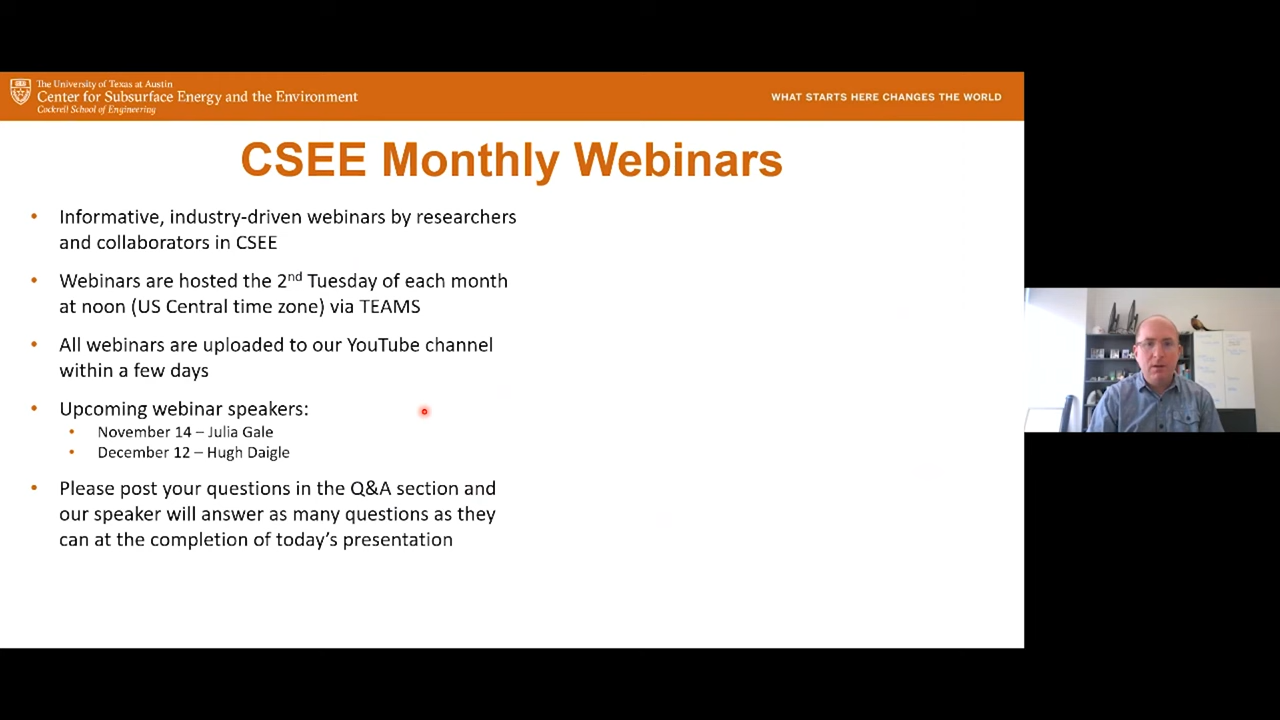 The University of Texas at Austin
Center for Subsurface Energy and the Environment
Cockrell School of Engineering
WHAT STARTS HERE CHANGES THE WORLD
CSEE Monthly Webinars
• Informative, industry-driven webinars by researchers
and collaborators in CSEE
• Webinars are hosted the 2nd Tuesday of each month
at noon (US Central time zone) via TEAMS
• All webinars are uploaded to our YouTube channel
within a few days
• Upcoming webinar speakers:
• November 14 – Julia Gale
• December 12 – Hugh Daigle
• Please post your questions in the Q&A section and
our speaker will answer as many questions as they
can at the completion of today's presentation